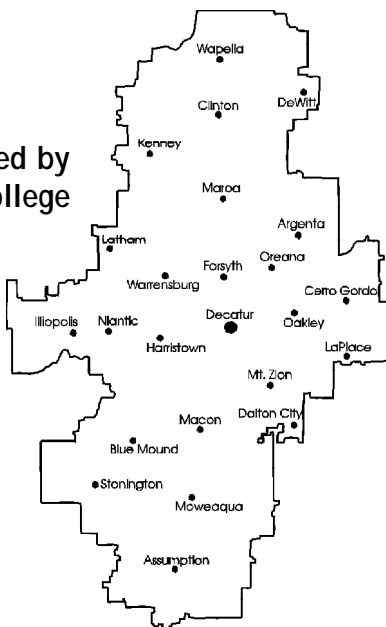 Wapella
DeWitt
Clinton
ed by
Kenney
ollege
Maroa
Argenta
Latham
Oreana
Forsyth
Warrensburg
Cerro Gordo
Decatur
Oakley
Illiopolis
Niantic
Harristown
LaPlace
Mt. Zion
Dalton City
Macon
Blue Mound
Stonington
Moweaqua
Assumption